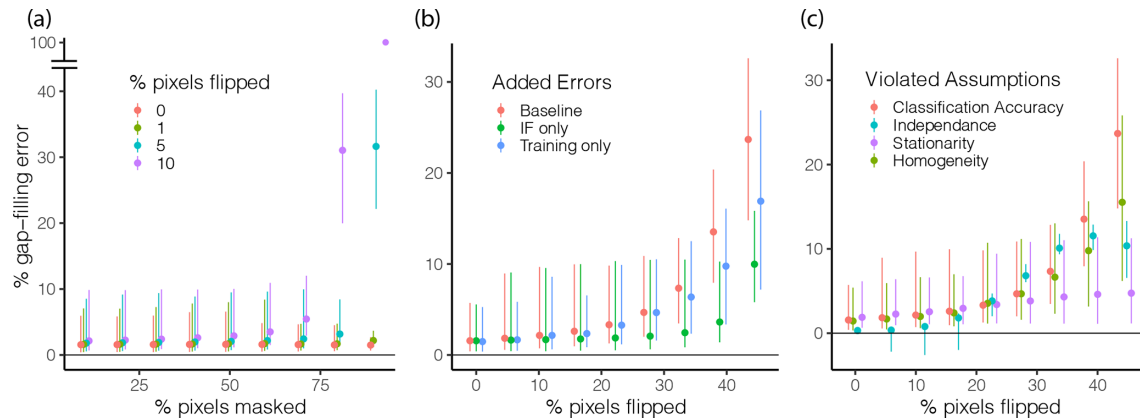 (a)
% gap–filling error
100
40
30
20
10
0
% pixels flipped
0
1
5
10
25
50
75
% pixels masked
(b)
30
20
10
0
Added Errors
Baseline
IF only
Training only
0
10
20
30
40
% pixels flipped
(c)
30
20
10
0
Violated Assumptions
Classification Accuracy
Independance
Stationarity
Homogeneity
0
10
20
30
40
% pixels flipped